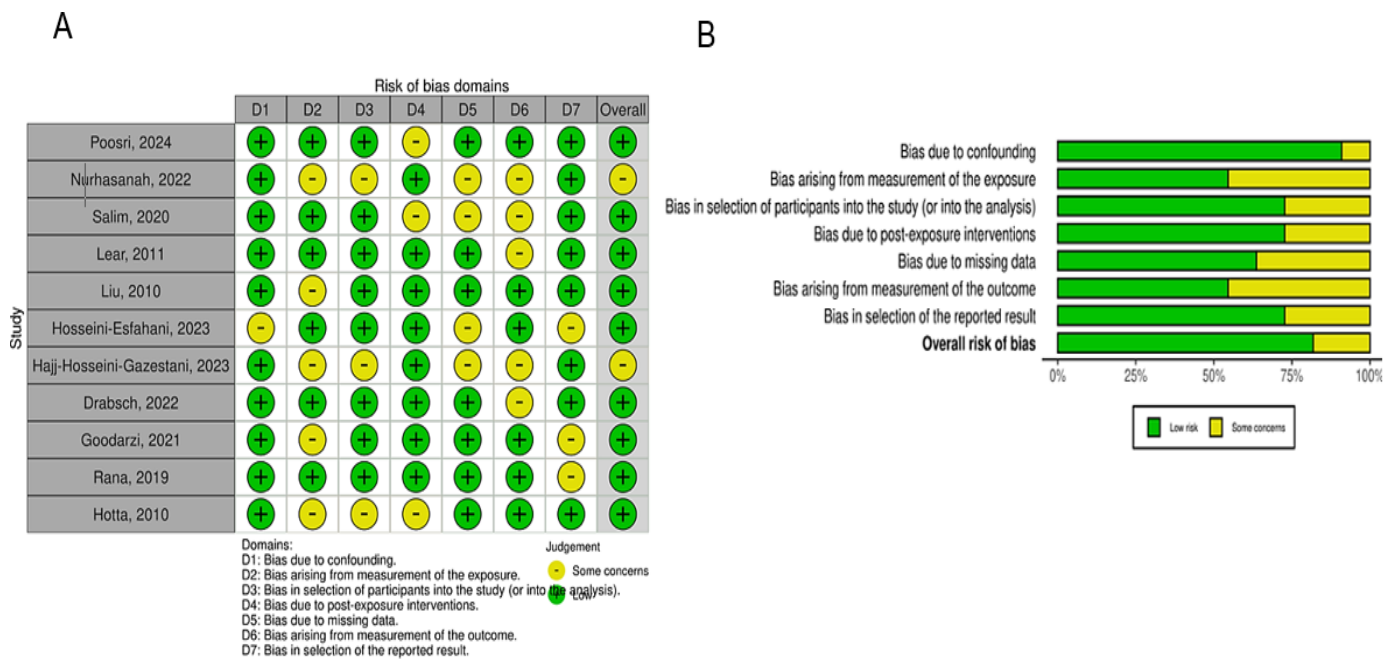 A
B
Risk of bias domains
D1 D2 D3 D4 D5 D6 D7 Overall
Study
Poosri, 2024 + + + - + + + +
Nurhasanah, 2022 + - - + - - + -
Salim, 2020 + + + - - - + +
Lear, 2011 + + + + + - + +
Liu, 2010 + - + + + + + +
Hosseini-Esfahani, 2023 - + + + - + - +
Hajj-Hosseini-Gazestani, 2023 + - - + - - + -
Drabsch, 2022 + + + + + - + +
Goodarzi, 2021 + - + + + + - +
Rana, 2019 + + + + + + - +
Hotta, 2010 + - - - + + + +
Domains:
D1: Bias due to confounding.
D2: Bias arising from measurement of the exposure.
D3: Bias in selection of participants into the study (or into the analysis).
D4: Bias due to post-exposure interventions.
D5: Bias due to missing data.
D6: Bias arising from measurement of the outcome.
D7: Bias in selection of the reported result.
Judgement
- Some concerns
+ Low
Bias due to confounding
Bias arising from measurement of the exposure
Bias in selection of participants into the study (or into the analysis)
Bias due to post-exposure interventions
Bias due to missing data
Bias arising from measurement of the outcome
Bias in selection of the reported result
Overall risk of bias
0% 25% 50% 75% 100%
Low risk Some concerns